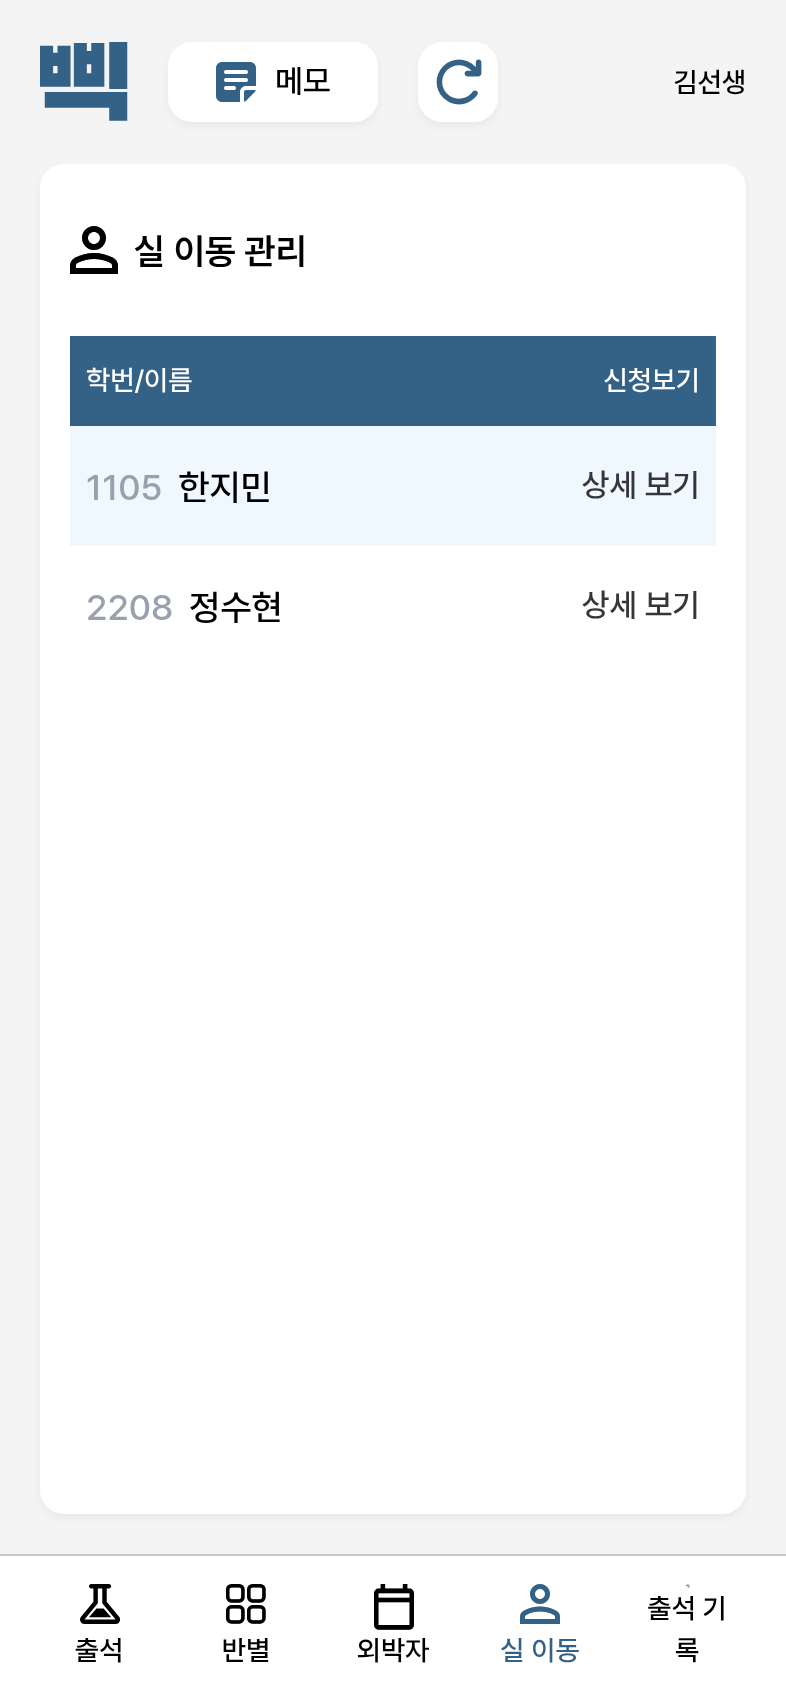 삑
메모
김선생
실 이동 관리
학번/이름 신청보기
1105 한지민 상세 보기
2208 정수현 상세 보기
출석 반별 외박자 실 이동 출석 기
록